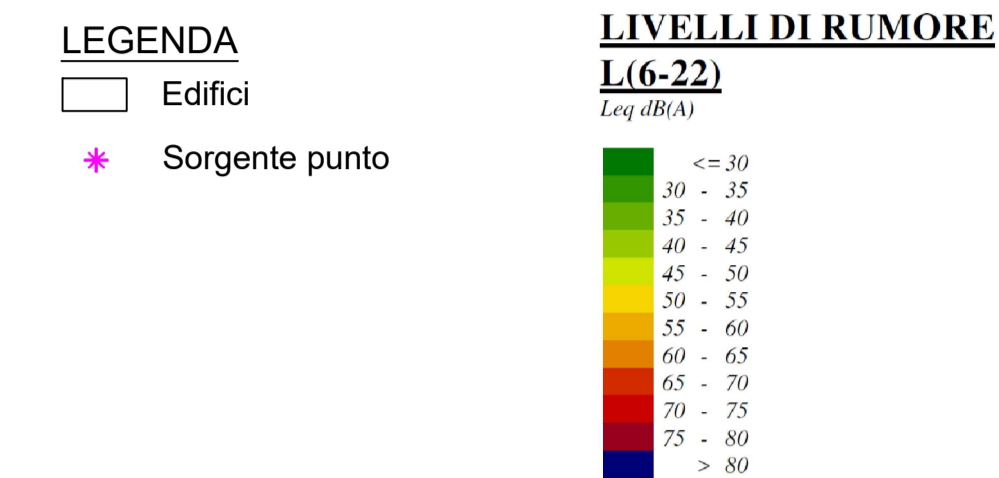 LEGENDA
Edifici
Sorgente punto
LIVELLI DI RUMORE
L(6-22)
Leq dB(A)
<= 30
30 - 35
35 - 40
40 - 45
45 - 50
50 - 55
55 - 60
60 - 65
65 - 70
70 - 75
75 - 80
> 80